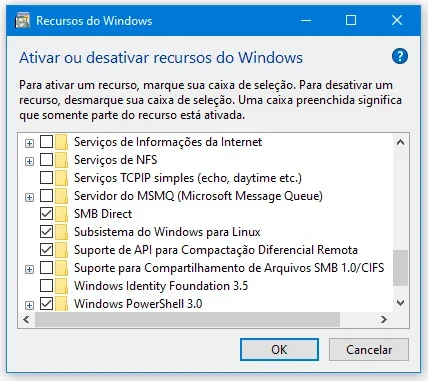 Recursos do Windows
Ativar ou desativar recursos do Windows
Para ativar um recurso, marque sua caixa de seleção. Para desativar um
recurso, desmarque sua caixa de seleção. Uma caixa preenchida significa
que somente parte do recurso está ativada.
Serviços de Informações da Internet
Serviços de NFS
Serviços TCPIP simples (echo, daytime etc.)
Servidor do MSMQ (Microsoft Message Queue)
SMB Direct
Subsistema do Windows para Linux
Suporte de API para Compactação Diferencial Remota
Suporte para Compartilhamento de Arquivos SMB 1.0/CIFS
Windows Identity Foundation 3.5
Windows PowerShell 3.0
OK
Cancelar